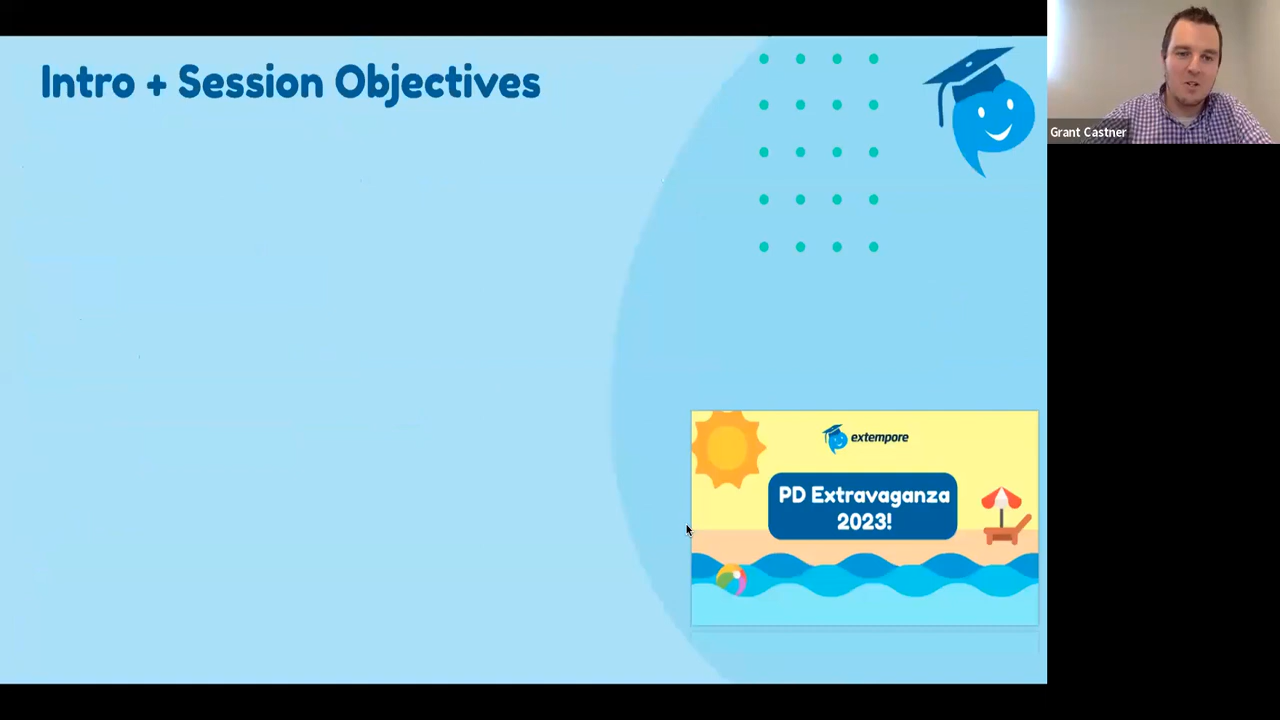 Intro + Session Objectives
Grant Castner
extempore
PD Extravaganza
2023!